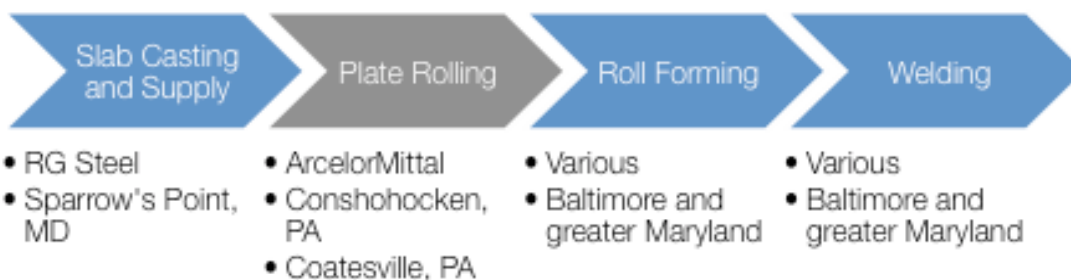 Slab Casting
and Supply
Plate Rolling
Roll Forming
Welding
• RG Steel
• Sparrow's Point,
MD
• ArcelorMittal
• Conshohocken,
PA
• Coatesville, PA
• Various
• Baltimore and
greater Maryland
• Various
• Baltimore and
greater Maryland